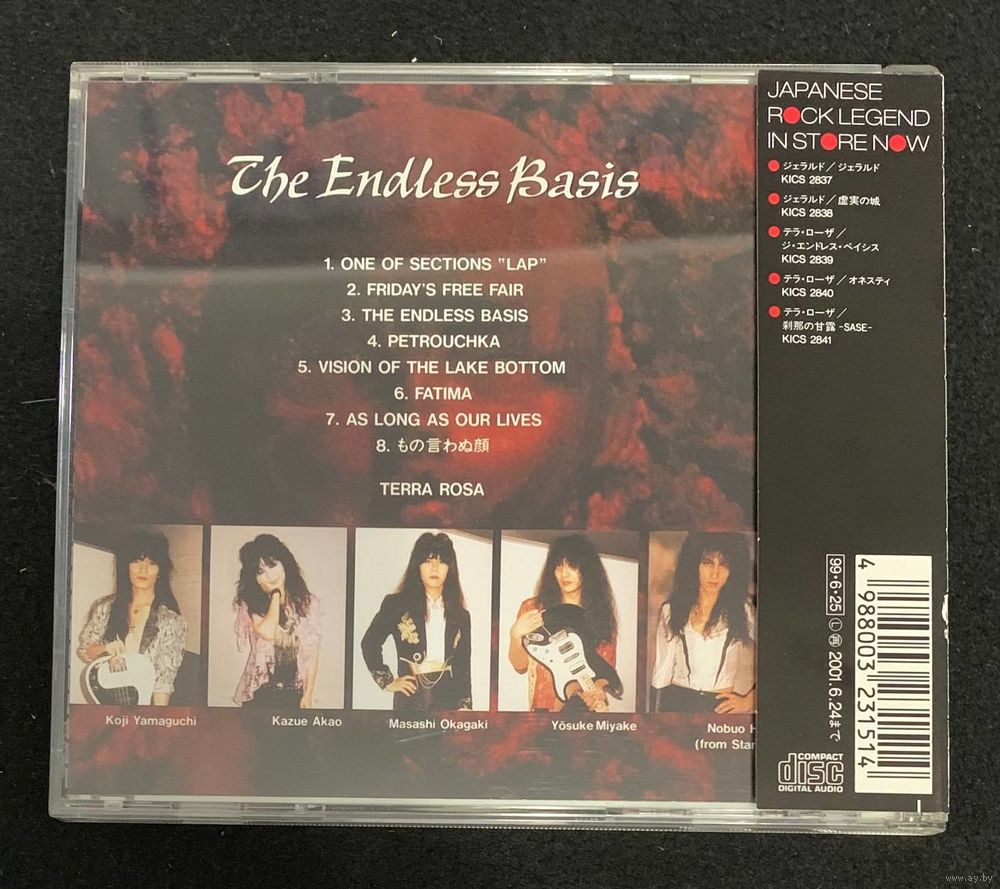 The Endless Basis
1. ONE OF SECTIONS "LAP"
2. FRIDAY'S FREE FAIR
3. THE ENDLESS BASIS
4. PETROUCHKA
5. VISION OF THE LAKE BOTTOM
6. FATIMA
7. AS LONG AS OUR LIVES
8. もの言わぬ顔
TERRA ROSA
Koji Yamaguchi
Kazue Akao
Masashi Okagaki
Yōsuke Miyake
Nobuo H
(from Star
JAPANESE
ROCK LEGEND
IN STORE NOW
ジェラルド/ジェラルド
KICS 2837
ジェラルド/虚実の城
KICS 2838
テラ・ローザ/
ジ・エンドレス・ベイシス
KICS 2839
テラ・ローザ/オネスティ
KICS 2840
テラ・ローザ/
刹那の甘露 -SASE-
KICS 2841
99・6・25 Ⓛ 再 2001.6.24まで
4 988003 231514
COMPACT
disc
DIGITAL AUDIO
www.ay.by